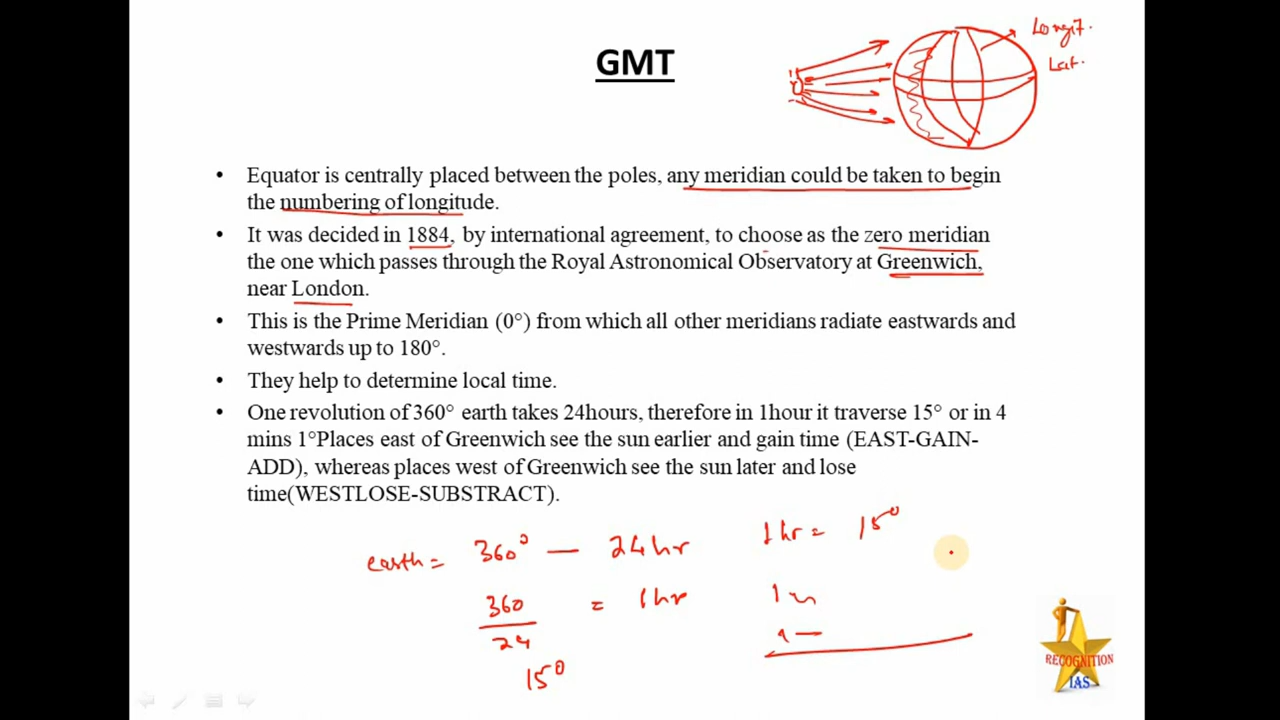 GMT
Longit.
Lat.
• Equator is centrally placed between the poles, any meridian could be taken to begin
the numbering of longitude.
• It was decided in 1884, by international agreement, to choose as the zero meridian
the one which passes through the Royal Astronomical Observatory at Greenwich,
near London.
• This is the Prime Meridian (0°) from which all other meridians radiate eastwards and
westwards up to 180°.
• They help to determine local time.
• One revolution of 360° earth takes 24hours, therefore in 1hour it traverse 15° or in 4
mins 1°Places east of Greenwich see the sun earlier and gain time (EAST-GAIN-
ADD), whereas places west of Greenwich see the sun later and lose
time(WESTLOSE-SUBSTRACT).
earth = 360° — 24hr 1hr = 15°
360 = 1hr 1 m
24
15°
RECOGNITION
IAS